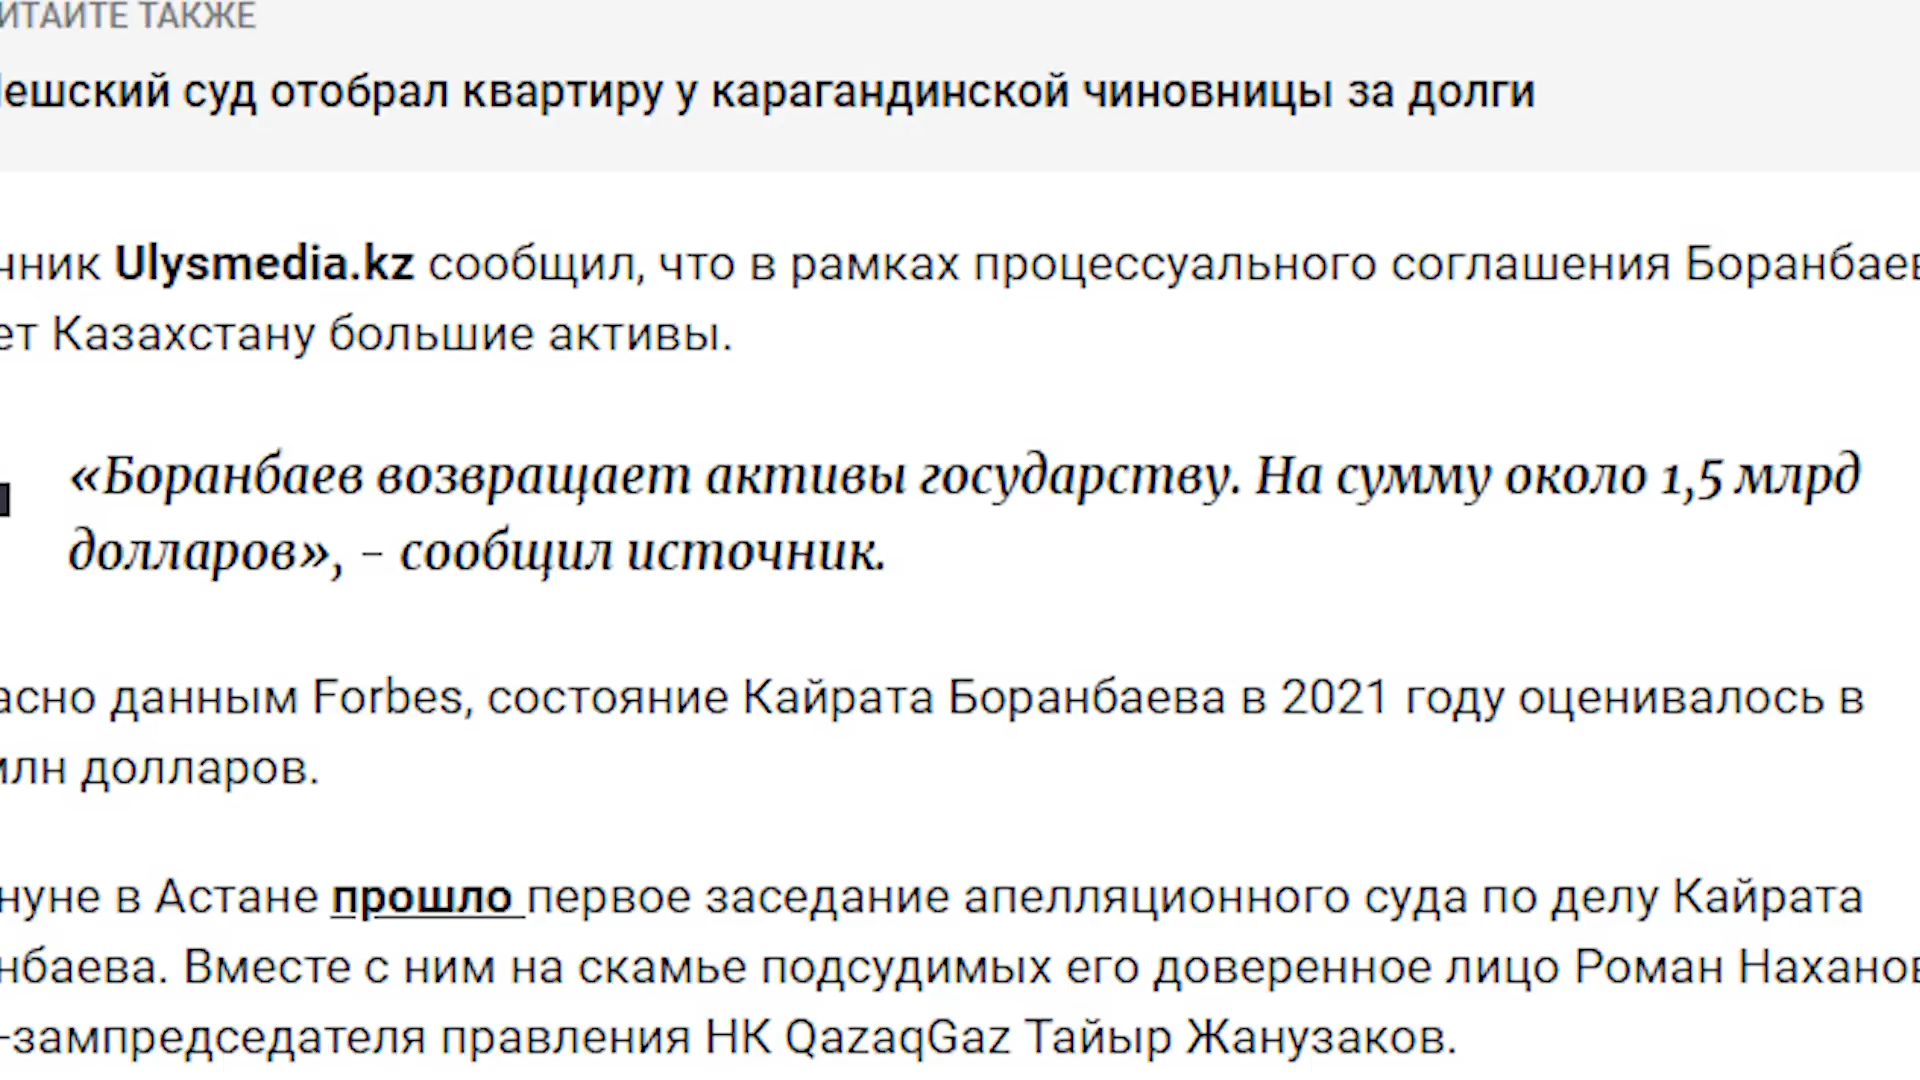 ИТАЙТЕ ТАКЖЕ
ешский суд отобрал квартиру у карагандинской чиновницы за долги
чник Ulysmedia.kz сообщил, что в рамках процессуального соглашения Боранбаев
ет Казахстану большие активы.
«Боранбаев возвращает активы государству. На сумму около 1,5 млрд
долларов», – сообщил источник.
асно данным Forbes, состояние Кайрата Боранбаева в 2021 году оценивалось в
млн долларов.
нуне в Астане прошло первое заседание апелляционного суда по делу Кайрата
нбаева. Вместе с ним на скамье подсудимых его доверенное лицо Роман Наханов
-зампредседателя правления НК QazaqGaz Тайыр Жанузаков.